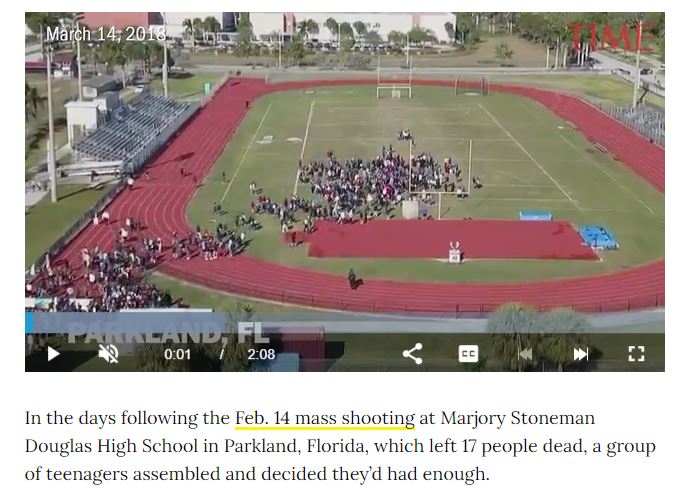 March 14, 2018
TIME
PARKLAND, FL
0:01 / 2:08
CC
In the days following the Feb. 14 mass shooting at Marjory Stoneman
Douglas High School in Parkland, Florida, which left 17 people dead, a group
of teenagers assembled and decided they’d had enough.